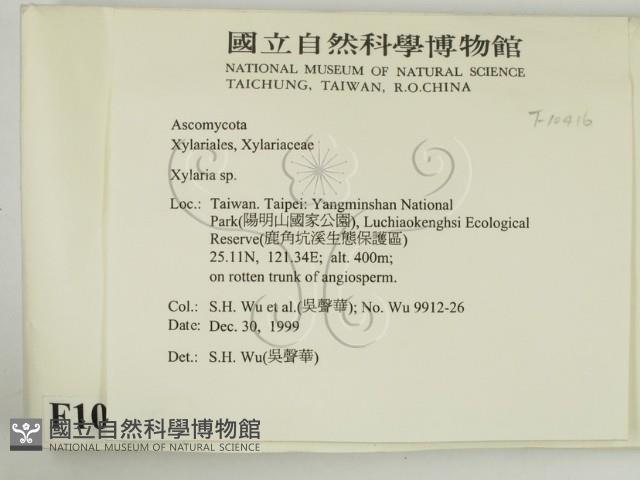 國立自然科學博物館
NATIONAL MUSEUM OF NATURAL SCIENCE
TAICHUNG, TAIWAN, R.O.CHINA
F-10416
Ascomycota
Xylariales, Xylariaceae
Xylaria sp.
Loc.: Taiwan. Taipei: Yangminshan National
Park(陽明山國家公園), Luchiaokenghsi Ecological
Reserve(鹿角坑溪生態保護區)
25.11N, 121.34E; alt. 400m;
on rotten trunk of angiosperm.
Col.: S.H. Wu et al.(吳聲華); No. Wu 9912-26
Date: Dec. 30, 1999
Det.: S.H. Wu(吳聲華)
F10
國立自然科學博物館
NATIONAL MUSEUM OF NATURAL SCIENCE